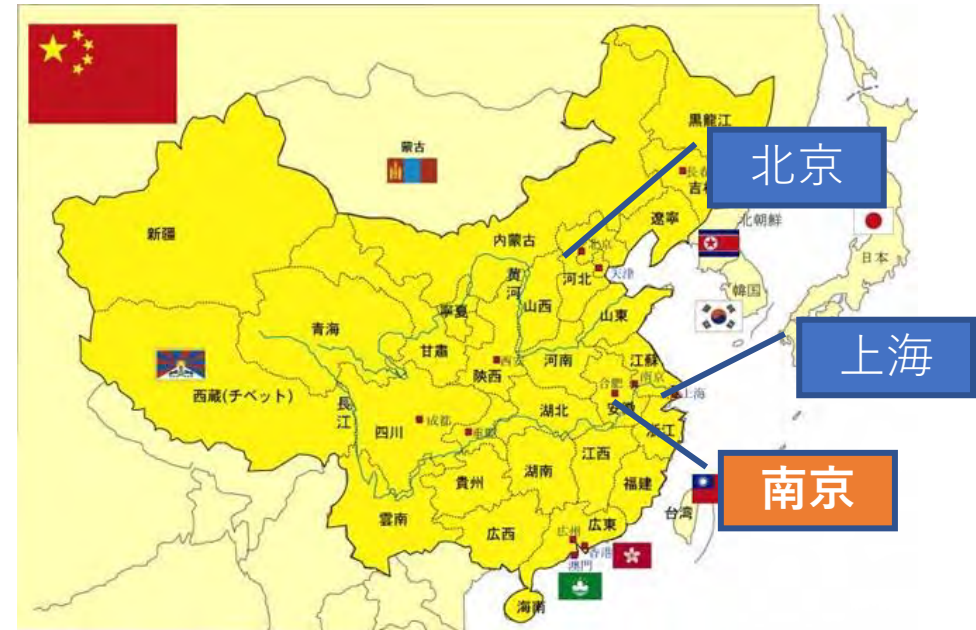 黒龍江
北京
長春
吉林
蒙古
遼寧
北朝鮮
新疆
内蒙古
北京
日本
黄河
河北
天津
韓国
寧夏
山西
山東
青海
甘粛
西安
河南
江蘇
上海
陝西
合肥
南京
西蔵(チベット)
安徽
上海
長江
湖北
成都
四川
重慶
浙江
江西
湖南
貴州
福建
南京
台湾
雲南
広西
広州
広東
香港
澳門
海南